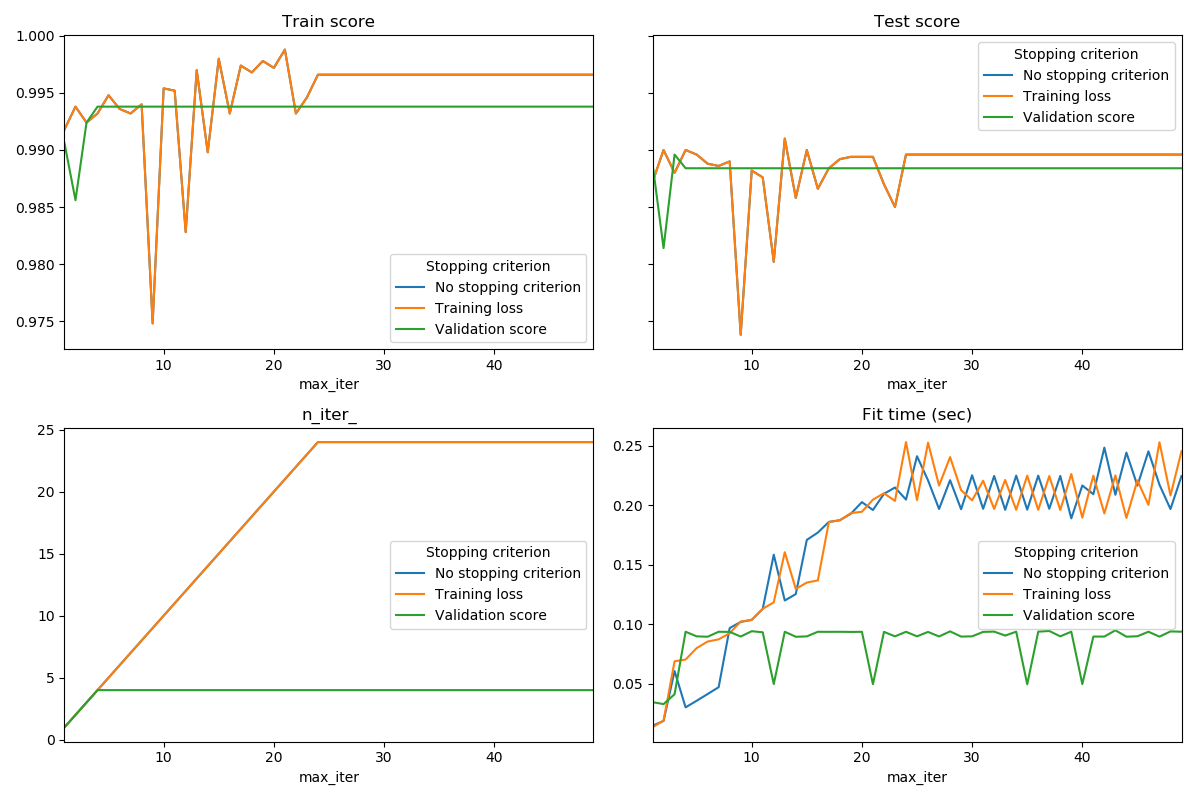 Train score
1.000
0.995
0.990
0.985
0.980
0.975
Stopping criterion
No stopping criterion
Training loss
Validation score
10 20 30 40
max_iter
Test score
Stopping criterion
No stopping criterion
Training loss
Validation score
10 20 30 40
max_iter
n_iter_
25
20
15
10
5
0
Stopping criterion
No stopping criterion
Training loss
Validation score
10 20 30 40
max_iter
Fit time (sec)
0.25
0.20
0.15
0.10
0.05
Stopping criterion
No stopping criterion
Training loss
Validation score
10 20 30 40
max_iter